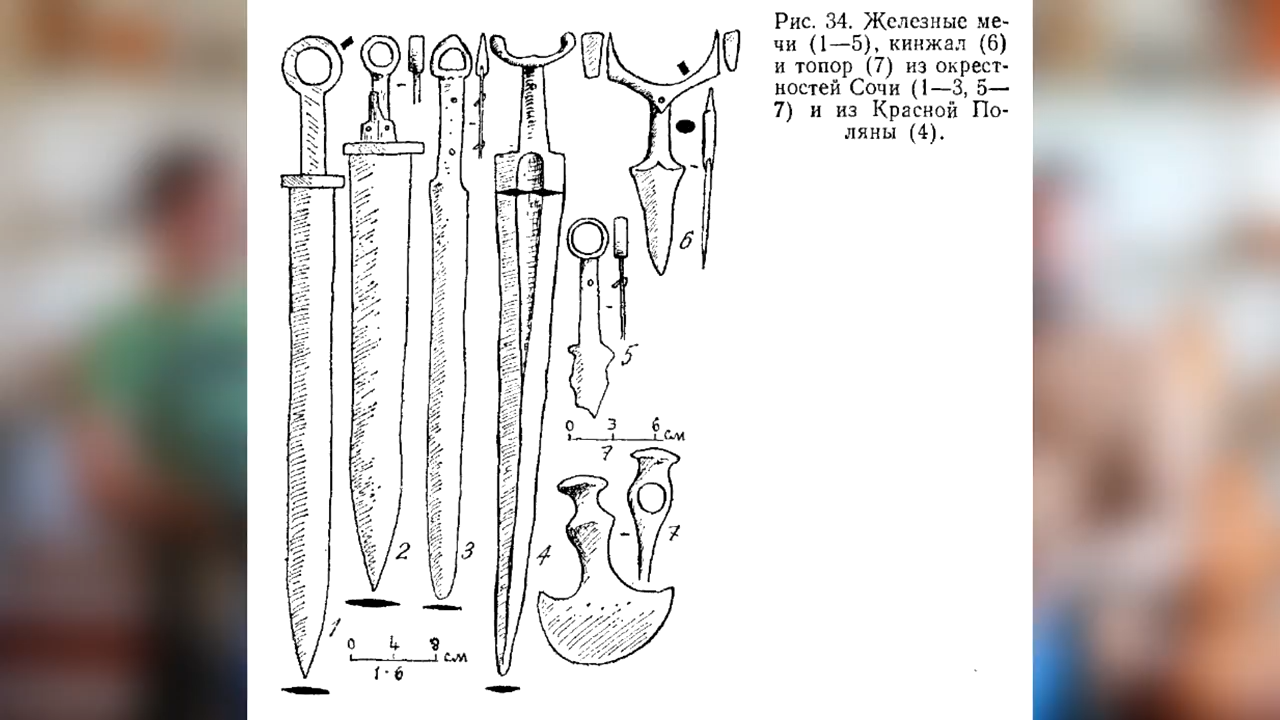 Рис. 34. Железные ме-
чи (1—5), кинжал (6)
и топор (7) из окрест-
ностей Сочи (1—3, 5—
7) и из Красной По-
ляны (4).
6
5
0 3 6 см
7
2
3
4
7
1
0 4 8 см
1·6